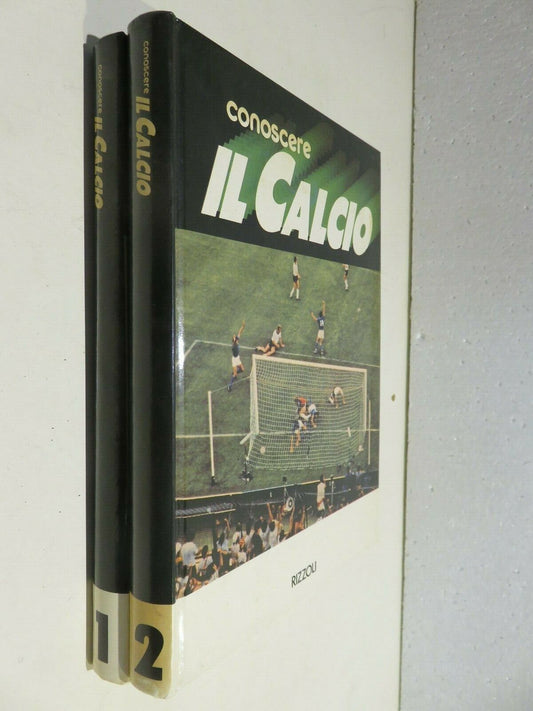 conoscere
IL CALCIO
1
conoscere
IL CALCIO
2
conoscere
IL CALCIO
RIZZOLI